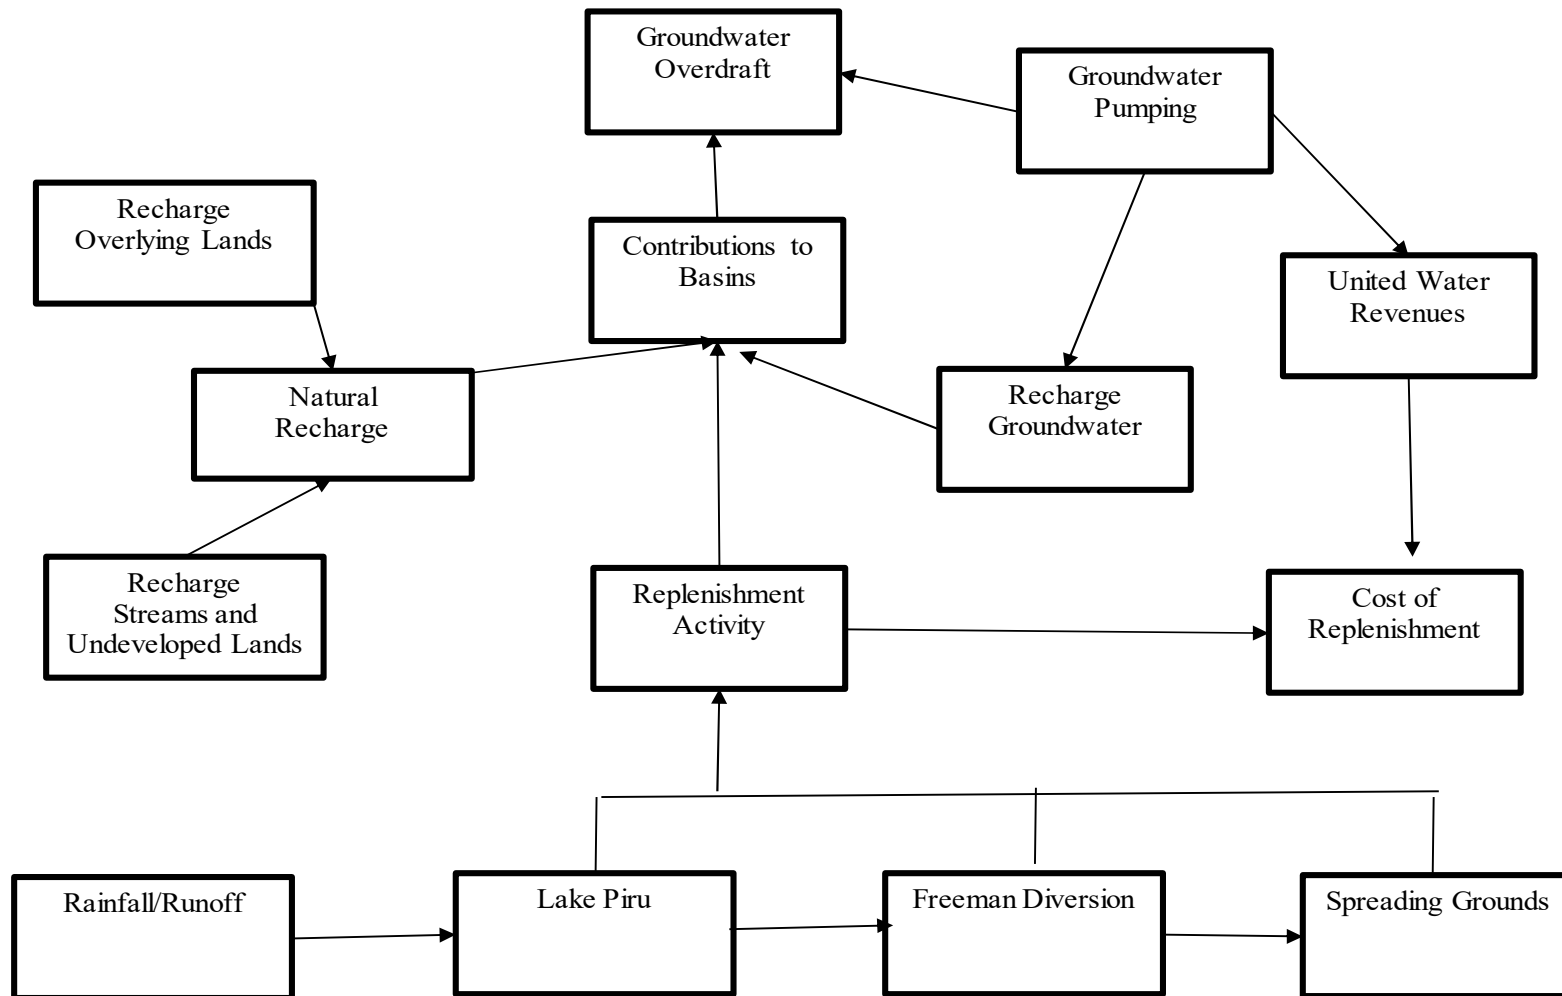 Groundwater
Overdraft
Groundwater
Pumping
Recharge
Overlying Lands
Contributions to
Basins
United Water
Revenues
Natural
Recharge
Recharge
Groundwater
Recharge
Streams and
Undeveloped Lands
Replenishment
Activity
Cost of
Replenishment
Rainfall/Runoff
Lake Piru
Freeman Diversion
Spreading Grounds